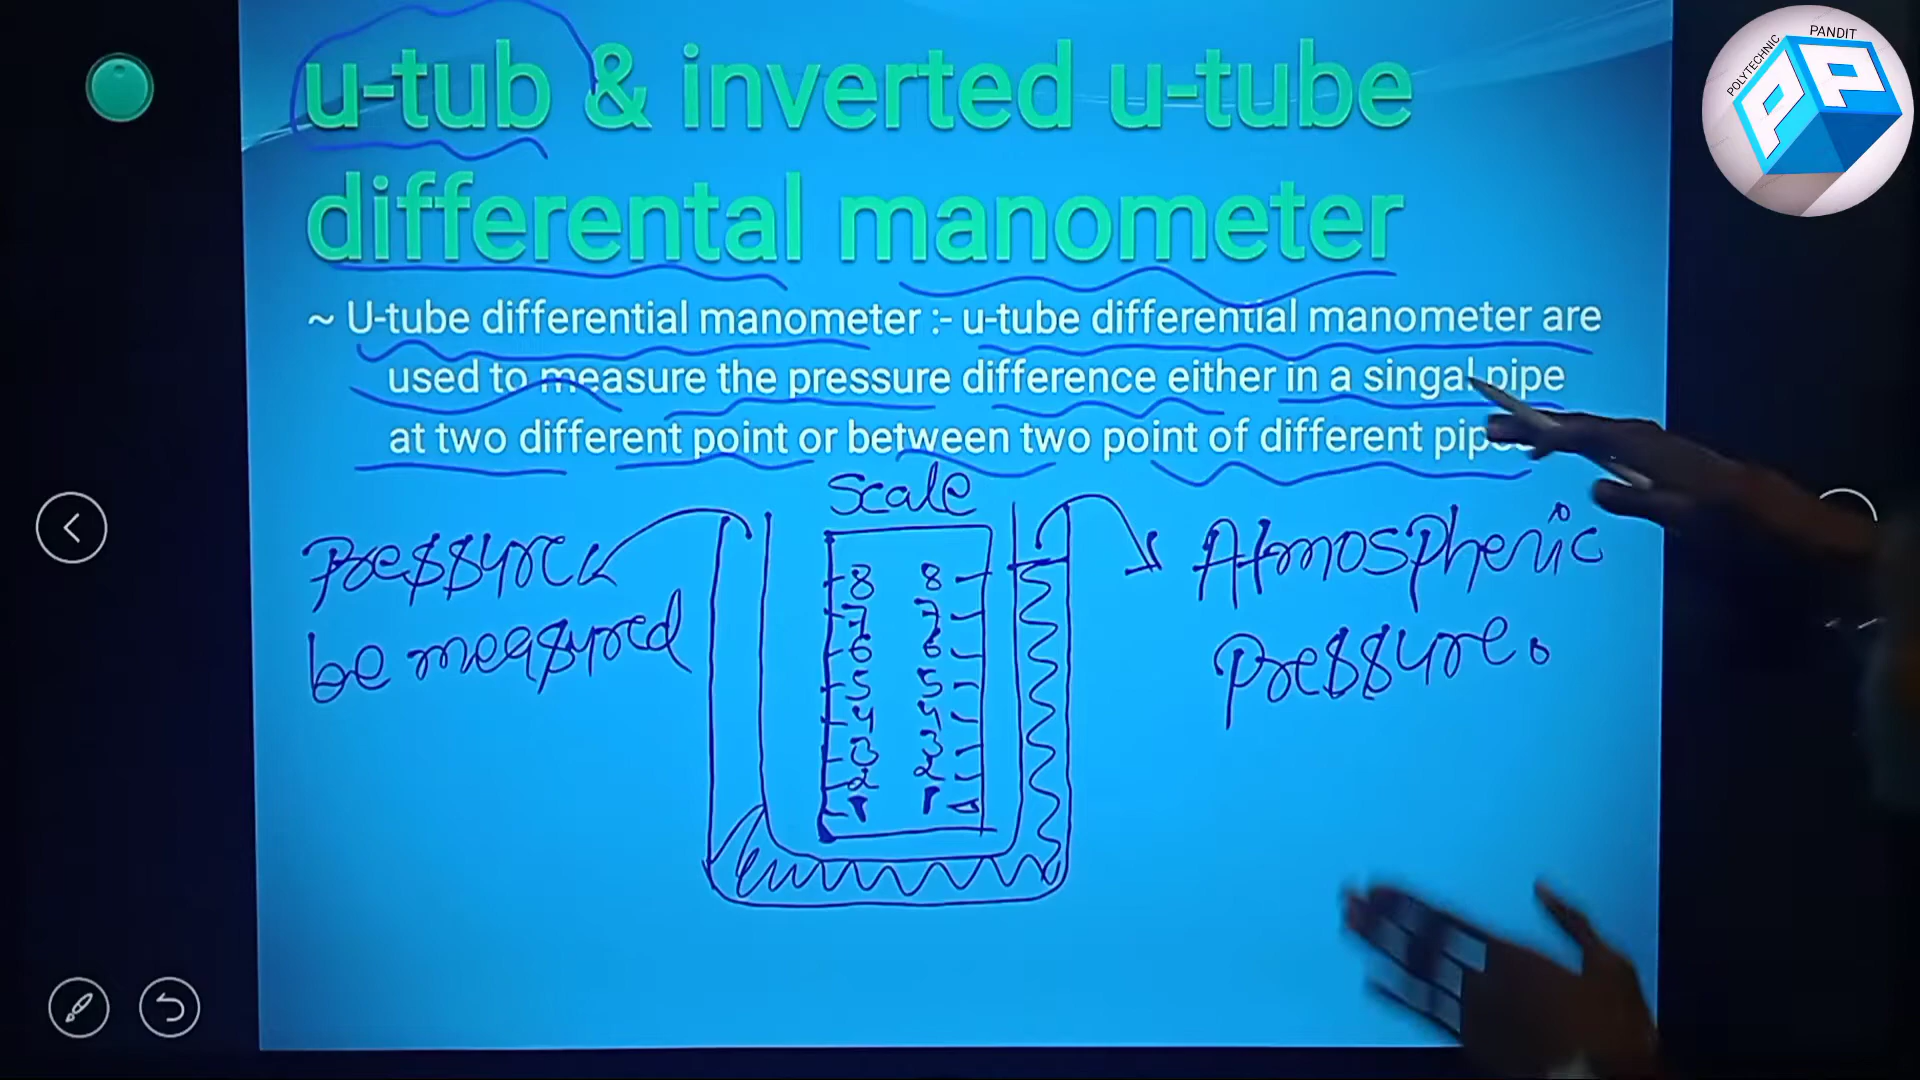 POLYTECHNIC PANDIT
PP
u-tub & inverted u-tube
differental manometer
~ U-tube differential manometer :- u-tube differential manometer are
used to measure the pressure difference either in a singal pipe
at two different point or between two point of different
Scale
Pressure
be measured
Atmospheric
Pressure.
8 8
7 7
6 6
5 5
4 4
3 3
2 2
1 1